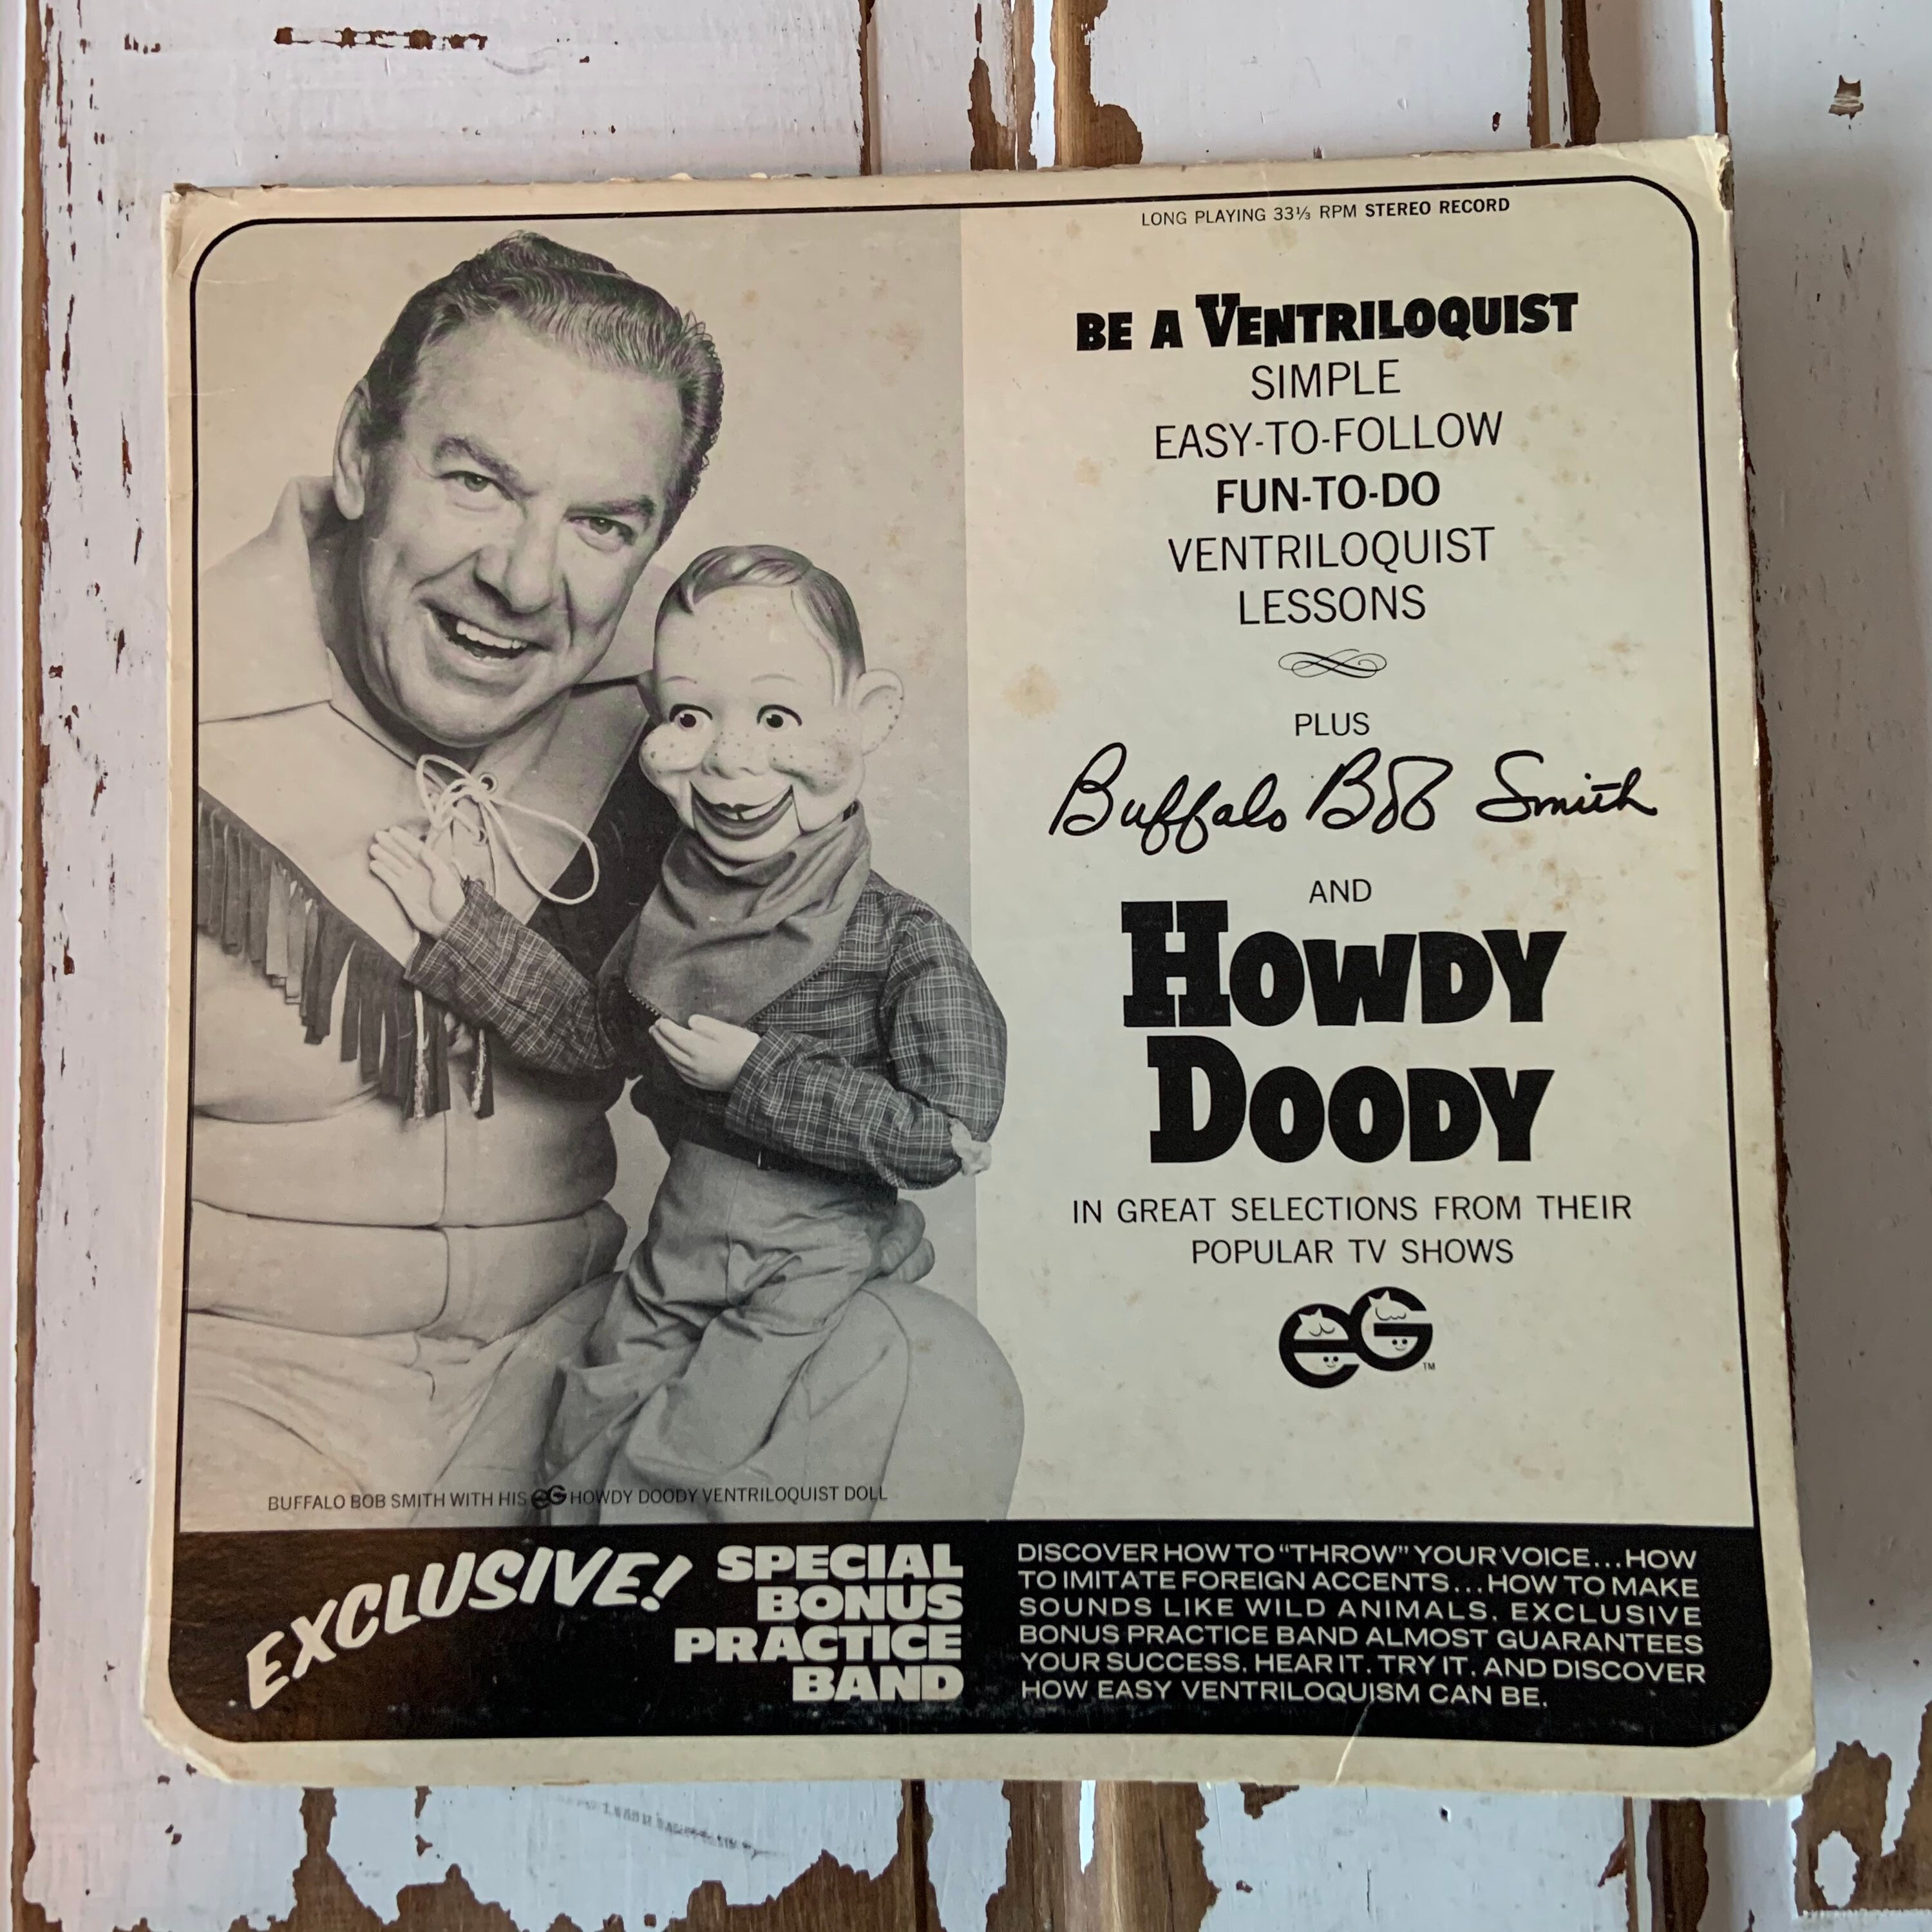 LONG PLAYING 33⅓ RPM STEREO RECORD
BE A VENTRILOQUIST
SIMPLE
EASY-TO-FOLLOW
FUN-TO-DO
VENTRILOQUIST
LESSONS
PLUS
Buffalo Bob Smith
AND
HOWDY
DOODY
IN GREAT SELECTIONS FROM THEIR
POPULAR TV SHOWS
eG TM
BUFFALO BOB SMITH WITH HIS eG HOWDY DOODY VENTRILOQUIST DOLL
EXCLUSIVE!
SPECIAL
BONUS
PRACTICE
BAND
DISCOVER HOW TO “THROW” YOUR VOICE...HOW
TO IMITATE FOREIGN ACCENTS...HOW TO MAKE
SOUNDS LIKE WILD ANIMALS. EXCLUSIVE
BONUS PRACTICE BAND ALMOST GUARANTEES
YOUR SUCCESS. HEAR IT. TRY IT. AND DISCOVER
HOW EASY VENTRILOQUISM CAN BE.